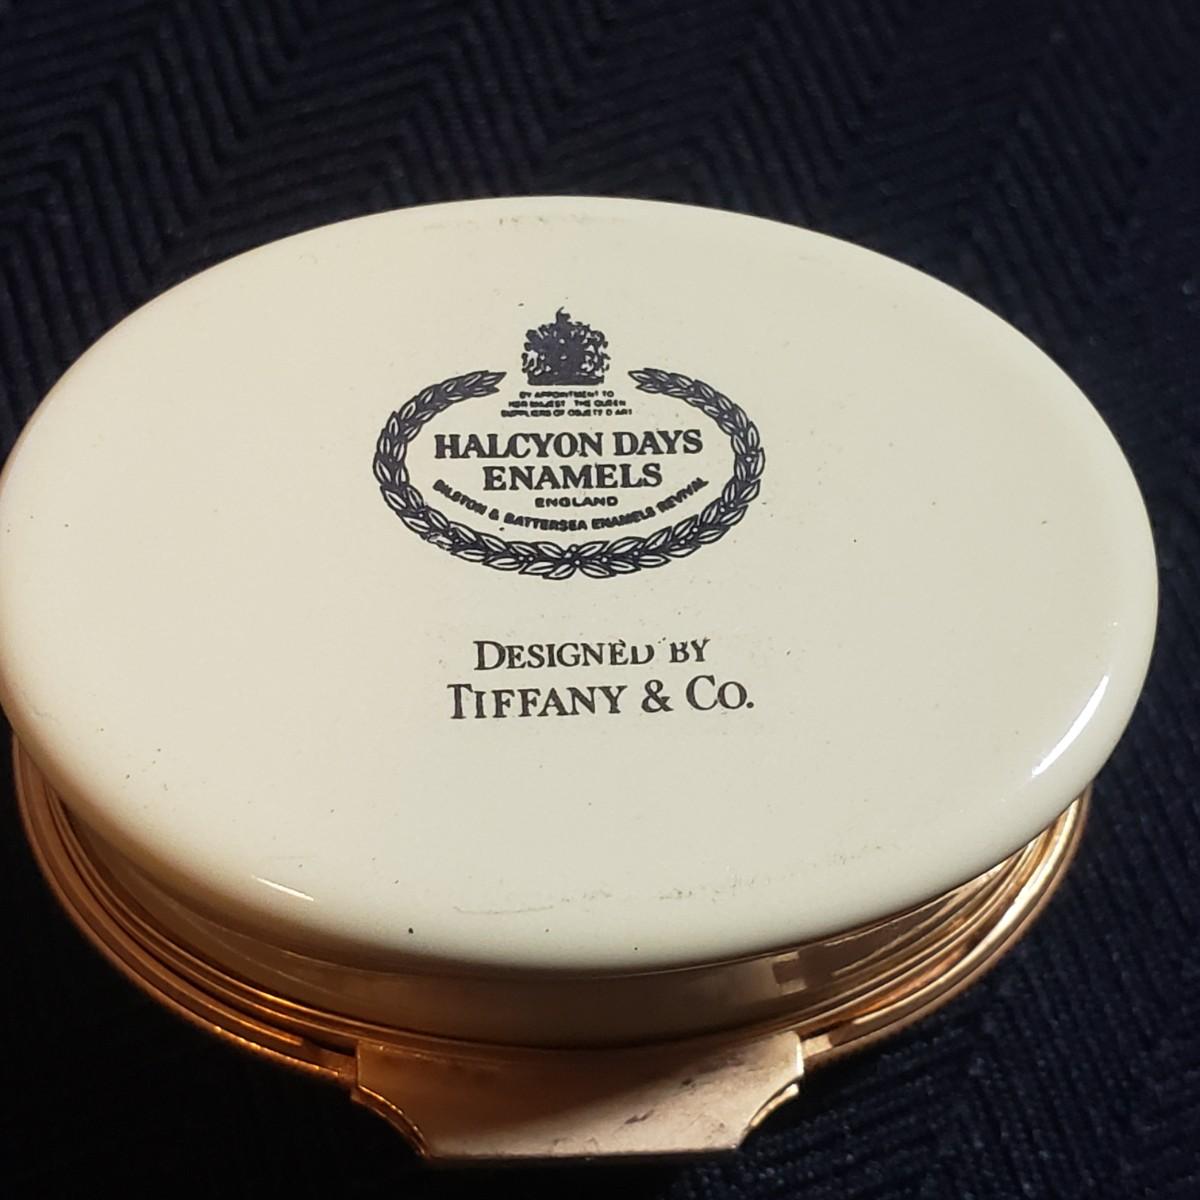 BY APPOINTMENT TO
HER MAJESTY THE QUEEN
SUPPLIERS OF OBJETS D'ART
HALCYON DAYS
ENAMELS
ENGLAND
BILSTON & BATTERSEA ENAMELS REVIVAL
DESIGNED BY
TIFFANY & CO.